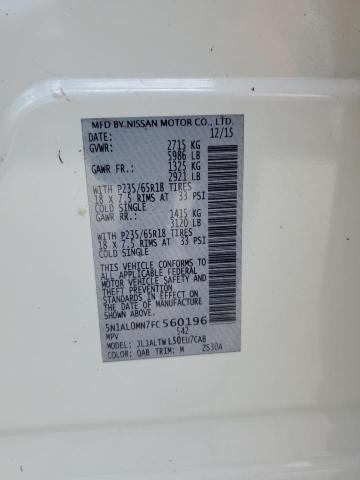 MFD BY NISSAN MOTOR CO., LTD.
DATE: 12/15
GVWR: 2715 KG
5986 LB
GAWR FR.: 1325 KG
2921 LB
WITH P235/65R18 TIRES
18 X 7.5 RIMS AT 33 PSI
COLD SINGLE
GAWR RR.: 1415 KG
3120 LB
WITH P235/65R18 TIRES
18 X 7.5 RIMS AT 33 PSI
COLD SINGLE
THIS VEHICLE CONFORMS TO
ALL APPLICABLE FEDERAL
MOTOR VEHICLE SAFETY AND
THEFT PREVENTION STANDARDS
IN EFFECT ON THE DATE OF
MANUFACTURE SHOWN ABOVE.
5N1AL0MN7FC560196
MPV 542
MODEL: JLJALTWL50EU7CAB
COLOR: QAB TRIM: M 2S30A